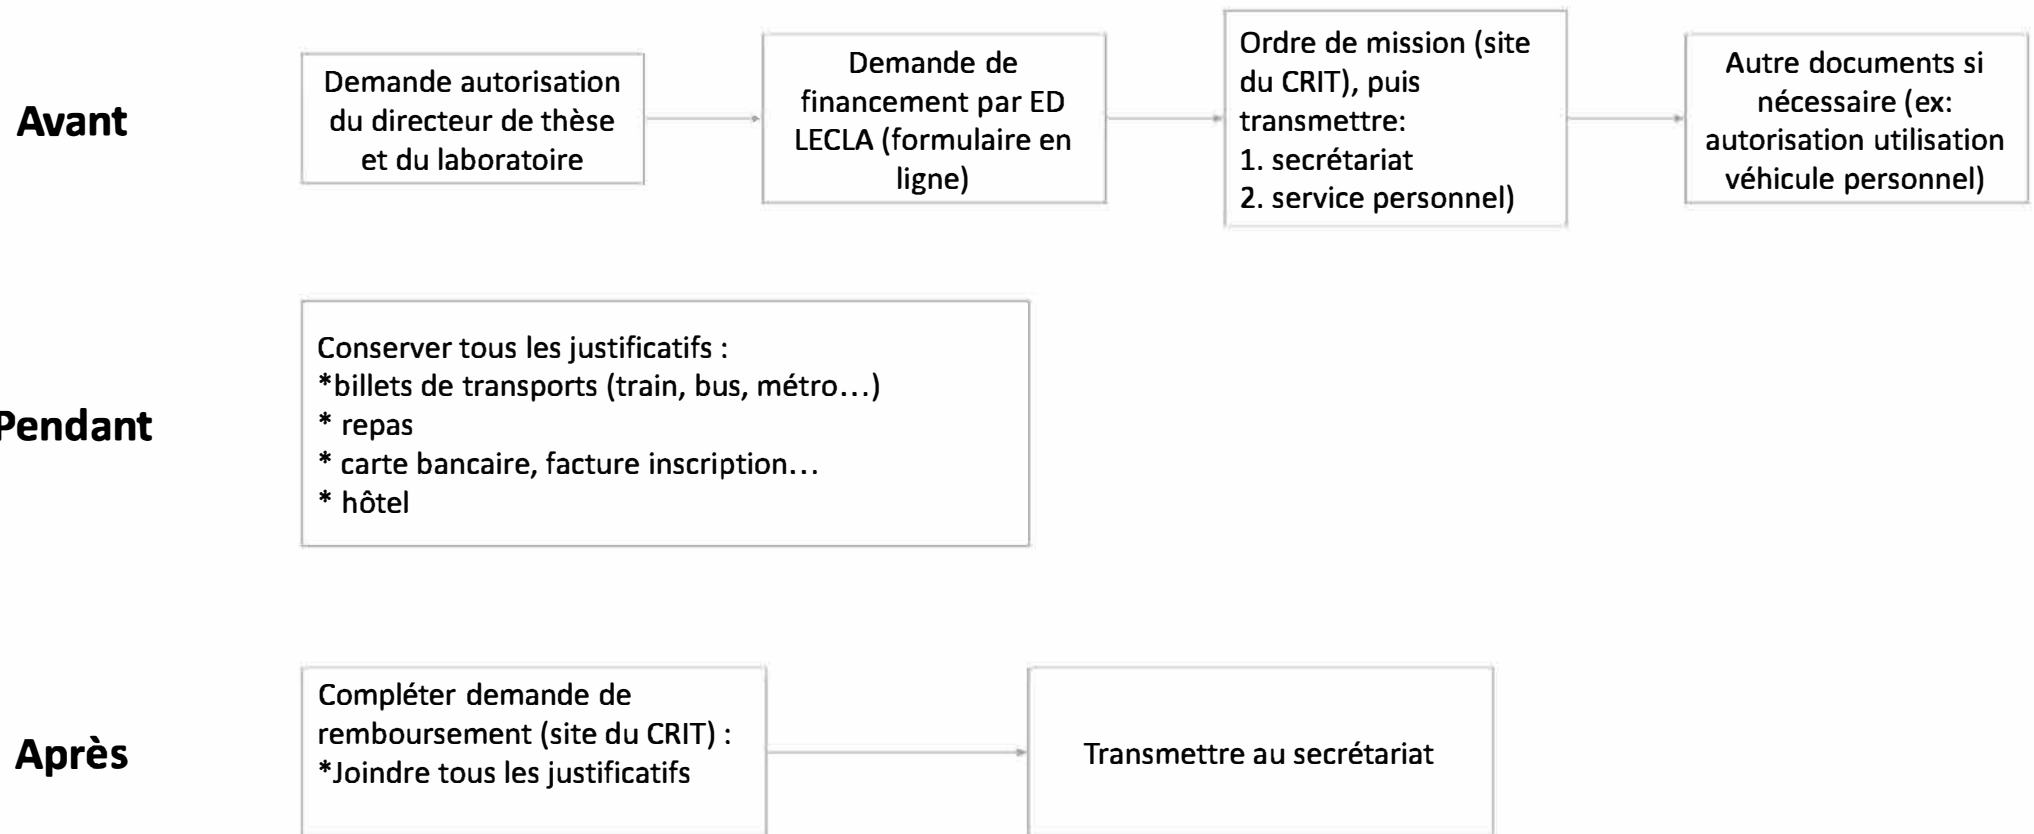 Avant
Demande autorisation
du directeur de thèse
et du laboratoire
Demande de
financement par ED
LECLA (formulaire en
ligne)
Ordre de mission (site
du CRIT), puis
transmettre:
1. secrétariat
2. service personnel)
Autre documents si
nécessaire (ex:
autorisation utilisation
véhicule personnel)
Pendant
Conserver tous les justificatifs :
*billets de transports (train, bus, métro…)
* repas
* carte bancaire, facture inscription…
* hôtel
Après
Compléter demande de
remboursement (site du CRIT) :
*Joindre tous les justificatifs
Transmettre au secrétariat